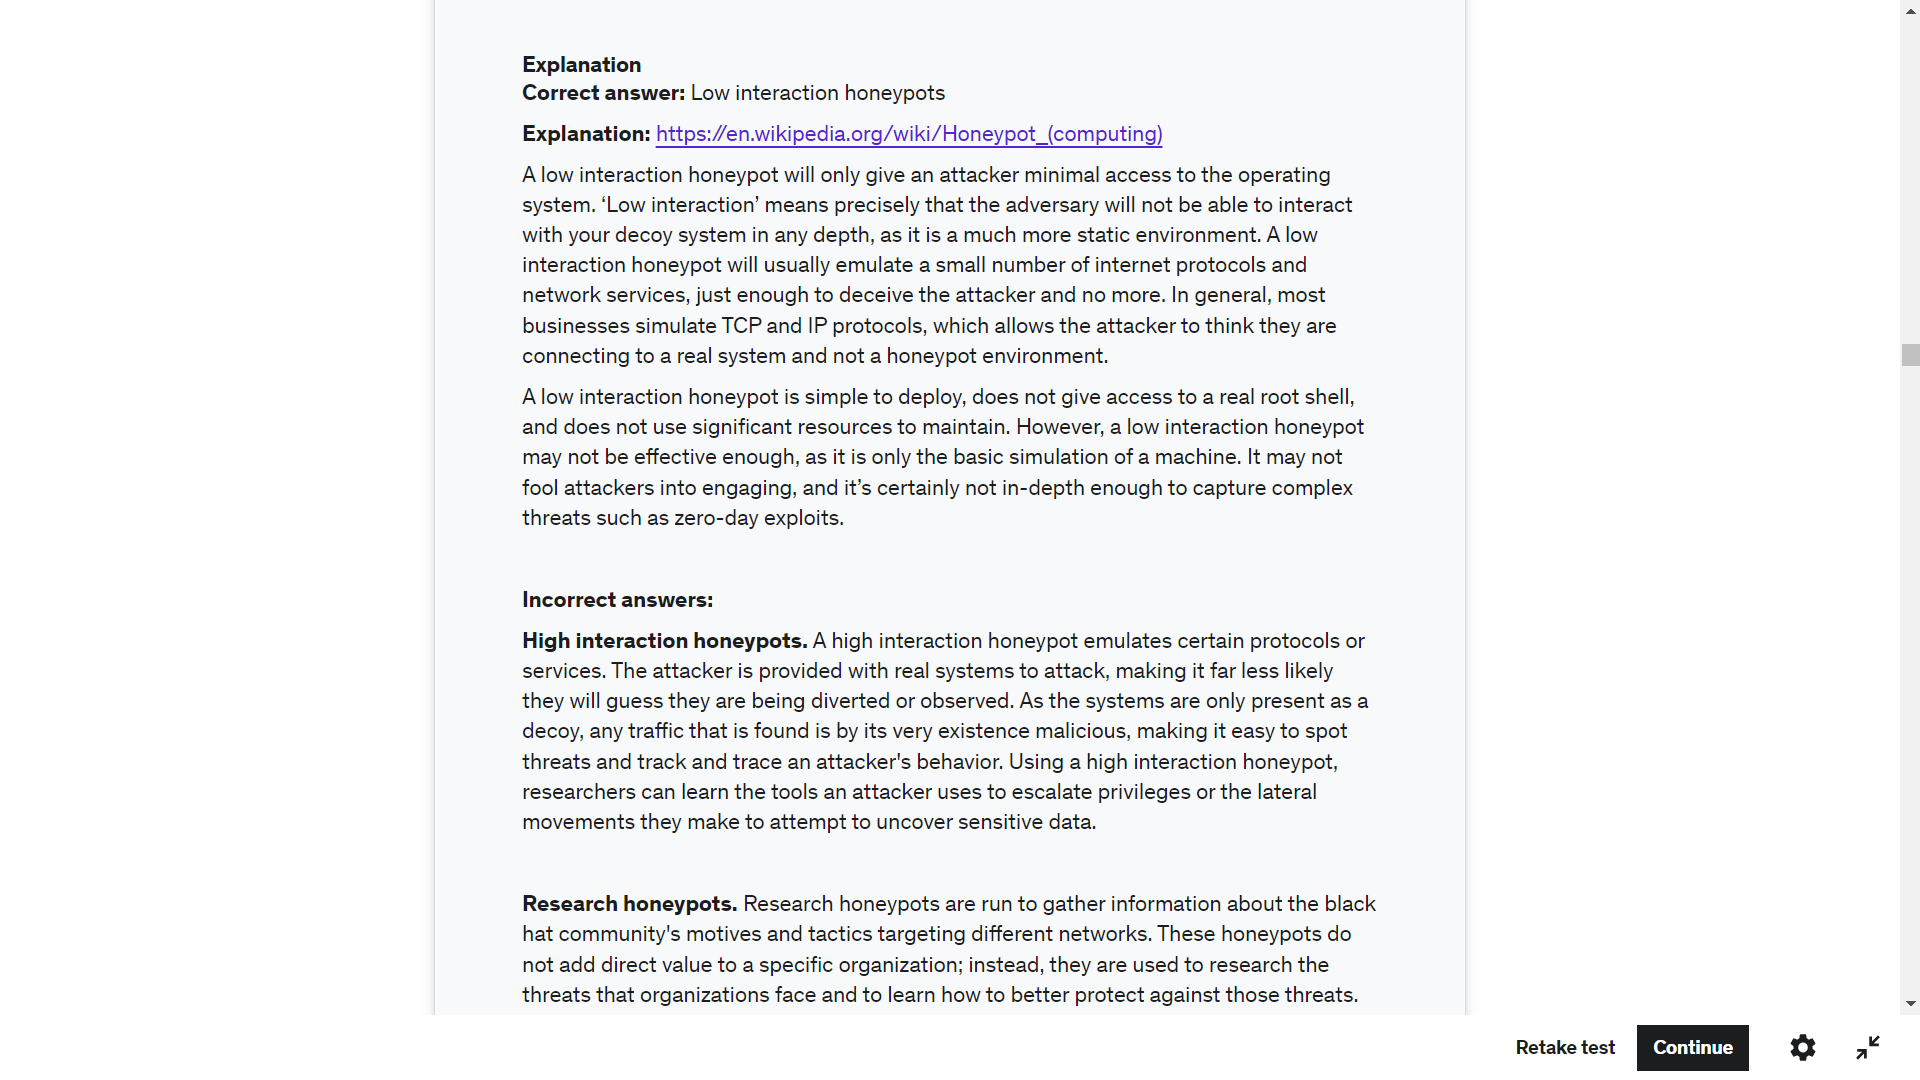 Explanation
Correct answer: Low interaction honeypots
Explanation: https://en.wikipedia.org/wiki/Honeypot_(computing)
A low interaction honeypot will only give an attacker minimal access to the operating
system. ‘Low interaction’ means precisely that the adversary will not be able to interact
with your decoy system in any depth, as it is a much more static environment. A low
interaction honeypot will usually emulate a small number of internet protocols and
network services, just enough to deceive the attacker and no more. In general, most
businesses simulate TCP and IP protocols, which allows the attacker to think they are
connecting to a real system and not a honeypot environment.
A low interaction honeypot is simple to deploy, does not give access to a real root shell,
and does not use significant resources to maintain. However, a low interaction honeypot
may not be effective enough, as it is only the basic simulation of a machine. It may not
fool attackers into engaging, and it’s certainly not in-depth enough to capture complex
threats such as zero-day exploits.
Incorrect answers:
High interaction honeypots. A high interaction honeypot emulates certain protocols or
services. The attacker is provided with real systems to attack, making it far less likely
they will guess they are being diverted or observed. As the systems are only present as a
decoy, any traffic that is found is by its very existence malicious, making it easy to spot
threats and track and trace an attacker's behavior. Using a high interaction honeypot,
researchers can learn the tools an attacker uses to escalate privileges or the lateral
movements they make to attempt to uncover sensitive data.
Research honeypots. Research honeypots are run to gather information about the black
hat community's motives and tactics targeting different networks. These honeypots do
not add direct value to a specific organization; instead, they are used to research the
threats that organizations face and to learn how to better protect against those threats.
Retake test
Continue